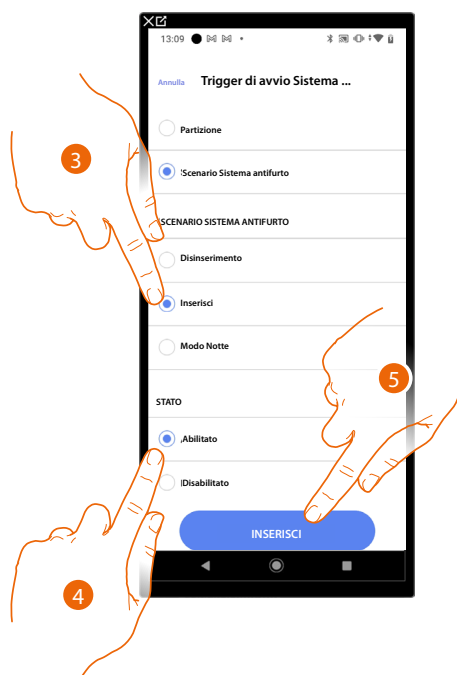 13:09
Annulla Trigger di avvio Sistema ...
Partizione
!Scenario Sistema antifurto
3
SCENARIO SISTEMA ANTIFURTO
Disinserimento
Inserisci
Modo Notte
5
STATO
,Abilitato
!Disabilitato
INSERISCI
4